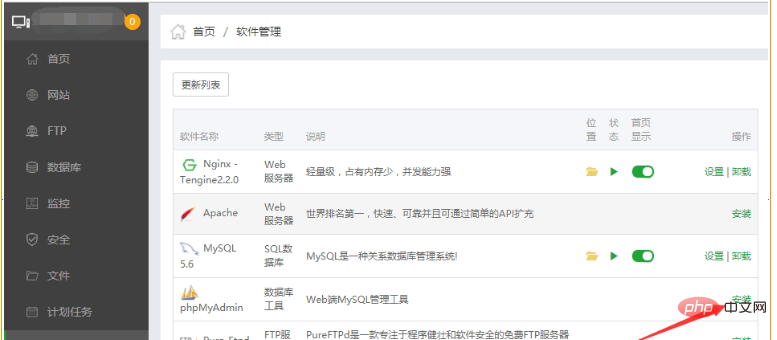 0
首页 / 软件管理
首页
网站
FTP
数据库
监控
安全
文件
计划任务
更新列表
软件名称 类型 说明 位置 状态 首页显示 操作
Nginx - Tengine2.2.0 Web服务器 轻量级，占有内存少，并发能力强 设置 | 卸载
Apache Web服务器 世界排名第一，快速、可靠并且可通过简单的API扩充 安装
MySQL 5.6 SQL数据库 MySQL是一种关系数据库管理系统! 设置 | 卸载
phpMyAdmin 数据库工具 Web端MySQL管理工具 安装
php 中文网
Pure-Ftpd FTP服 PureFTPd是一款专注于程序健壮和软件安全的免费FTP服务器